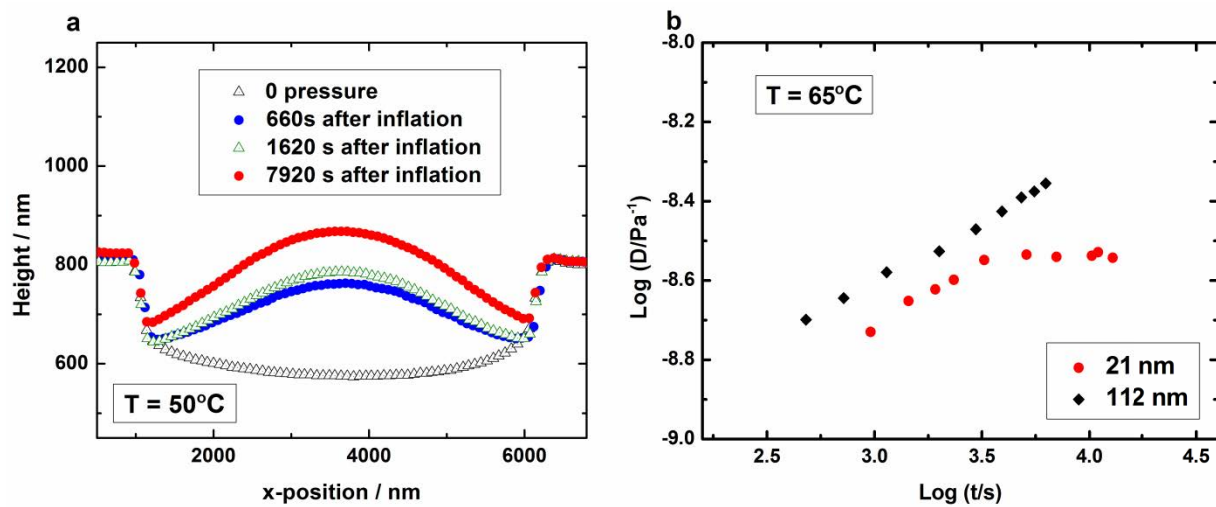 a
1200
1000
800
600
Height / nm
0 pressure
660s after inflation
1620 s after inflation
7920 s after inflation
T = 50°C
2000 4000 6000
x-position / nm
b
-8.0
-8.2
-8.4
-8.6
-8.8
-9.0
Log (D/Pa⁻¹)
T = 65°C
21 nm
112 nm
2.5 3.0 3.5 4.0 4.5
Log (t/s)